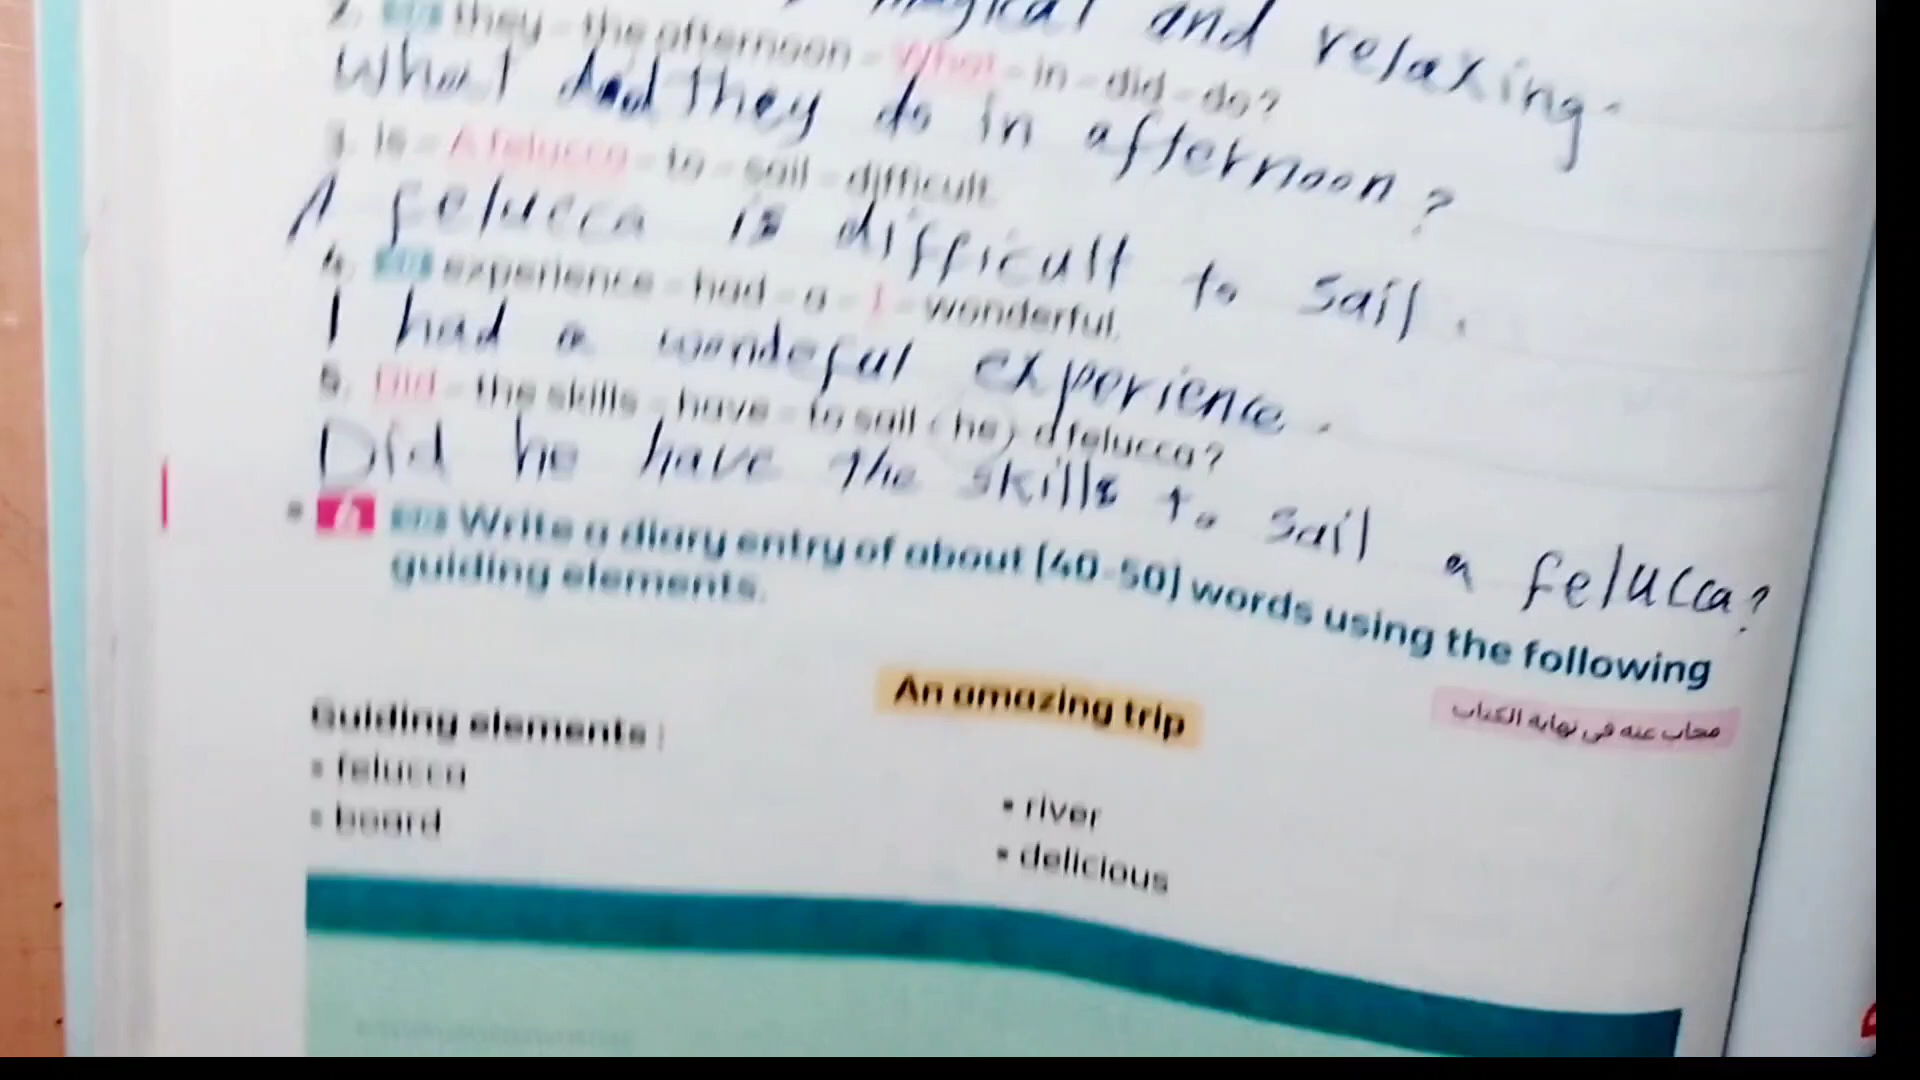 magical and relaxing.
2. they - the afternoon - What - in - did - do?
What did they do in afternoon?
3. is - A felucca - to - sail - difficult.
A felucca is difficult to sail.
4. experience - had - a - I - wonderful.
I had a wondeful experience.
5. Did - the skills - have - to sail (he) a felucca?
Did he have the skills to sail a felucca?
Write a diary entry of about [40-50] words using the following
guiding elements.
An amazing trip
مجاب عنه في نهاية الكتاب
Guiding elements :
• felucca
• river
• board
• delicious